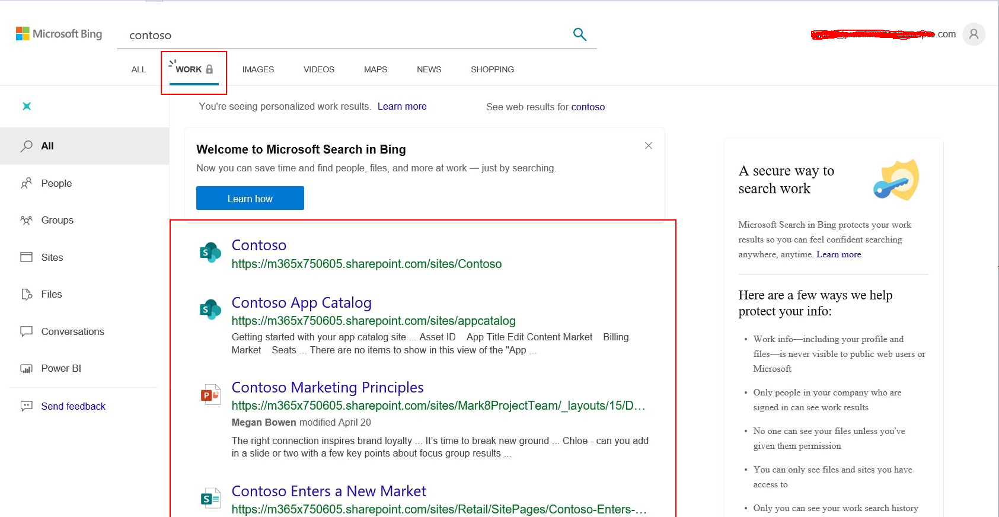 Microsoft Bing
contoso
.com
ALL
WORK
IMAGES
VIDEOS
MAPS
NEWS
SHOPPING
You're seeing personalized work results. Learn more
See web results for contoso
All
People
Groups
Sites
Files
Conversations
Power BI
Send feedback
Welcome to Microsoft Search in Bing
Now you can save time and find people, files, and more at work — just by searching.
Learn how
Contoso
https://m365x750605.sharepoint.com/sites/Contoso
Contoso App Catalog
https://m365x750605.sharepoint.com/sites/appcatalog
Getting started with your app catalog site ... Asset ID App Title Edit Content Market Billing
Market Seats ... There are no items to show in this view of the "App ...
Contoso Marketing Principles
https://m365x750605.sharepoint.com/sites/Mark8ProjectTeam/_layouts/15/D...
Megan Bowen modified April 20
The right connection inspires brand loyalty ... It's time to break new ground ... Chloe - can you add
in a slide or two with a few key points about focus group results ...
Contoso Enters a New Market
https://m365x750605.sharepoint.com/sites/Retail/SitePages/Contoso-Enters-...
A secure way to
search work
Microsoft Search in Bing protects your work
results so you can feel confident searching
anywhere, anytime. Learn more
Here are a few ways we help
protect your info:
• Work info—including your profile and
files—is never visible to public web users or
Microsoft
• Only people in your company who are
signed in can see work results
• No one can see your files unless you've
given them permission
• You can only see files and sites you have
access to
• Only you can see your work search history